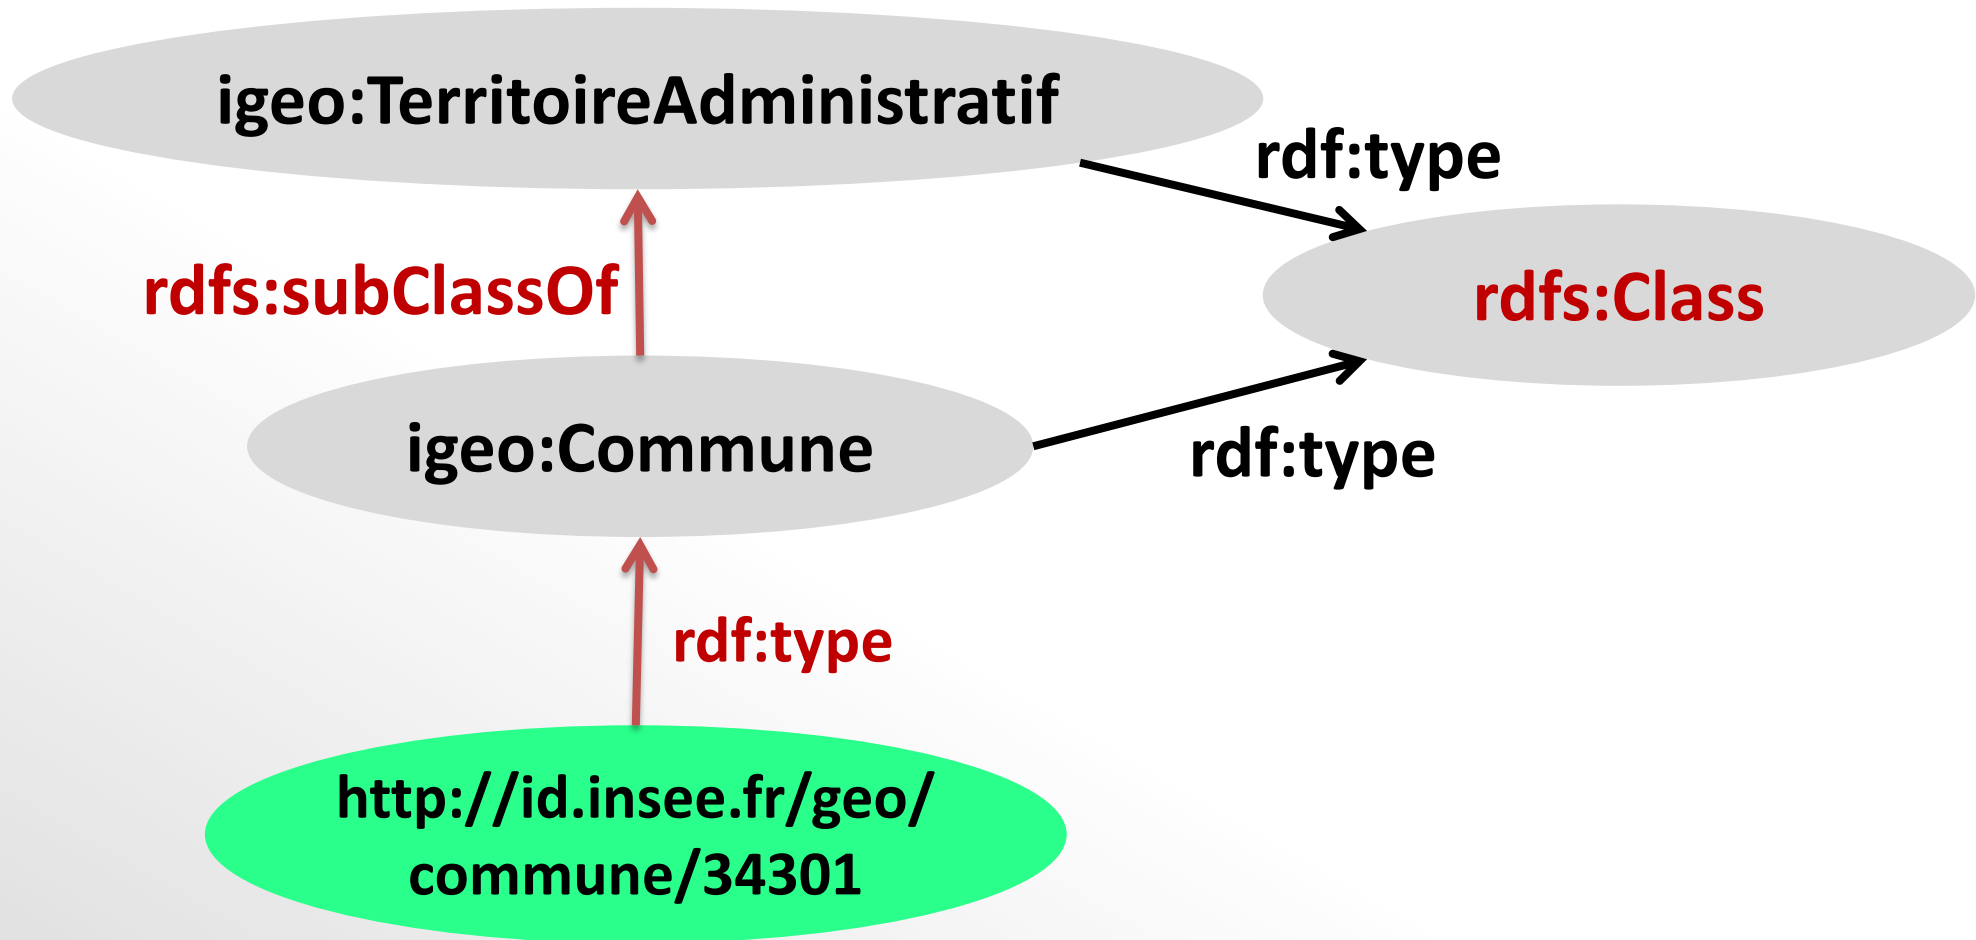 igeo:TerritoireAdministratif
rdf:type
rdfs:subClassOf
rdfs:Class
igeo:Commune
rdf:type
rdf:type
http://id.insee.fr/geo/
commune/34301